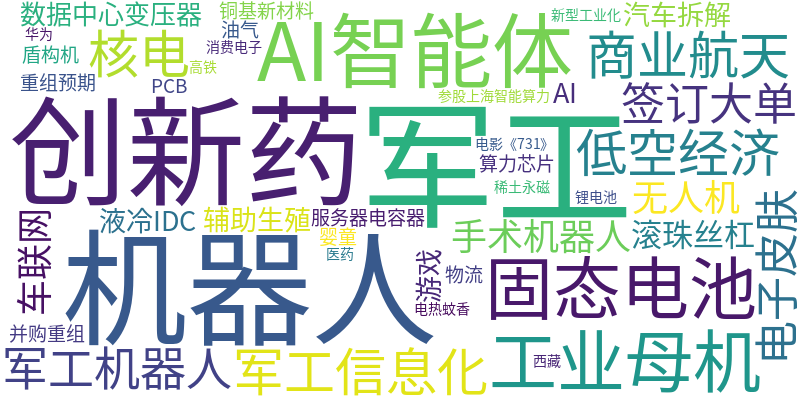 数据中心变压器
铜基新材料
新型工业化
汽车拆解
华为
油气
AI智能体
商业航天
盾构机
核电
消费电子
高铁
重组预期
PCB
参股上海智能算力
AI
签订大单
创新药
军工
电影《731》
低空经济
算力芯片
稀土永磁
锂电池
无人机
电子皮肤
车联网
液冷IDC
辅助生殖
服务器电容器
婴童
医药
手术机器人
滚珠丝杠
机器人
游戏
物流
固态电池
电热蚊香
并购重组
军工机器人
军工信息化
工业母机
西藏